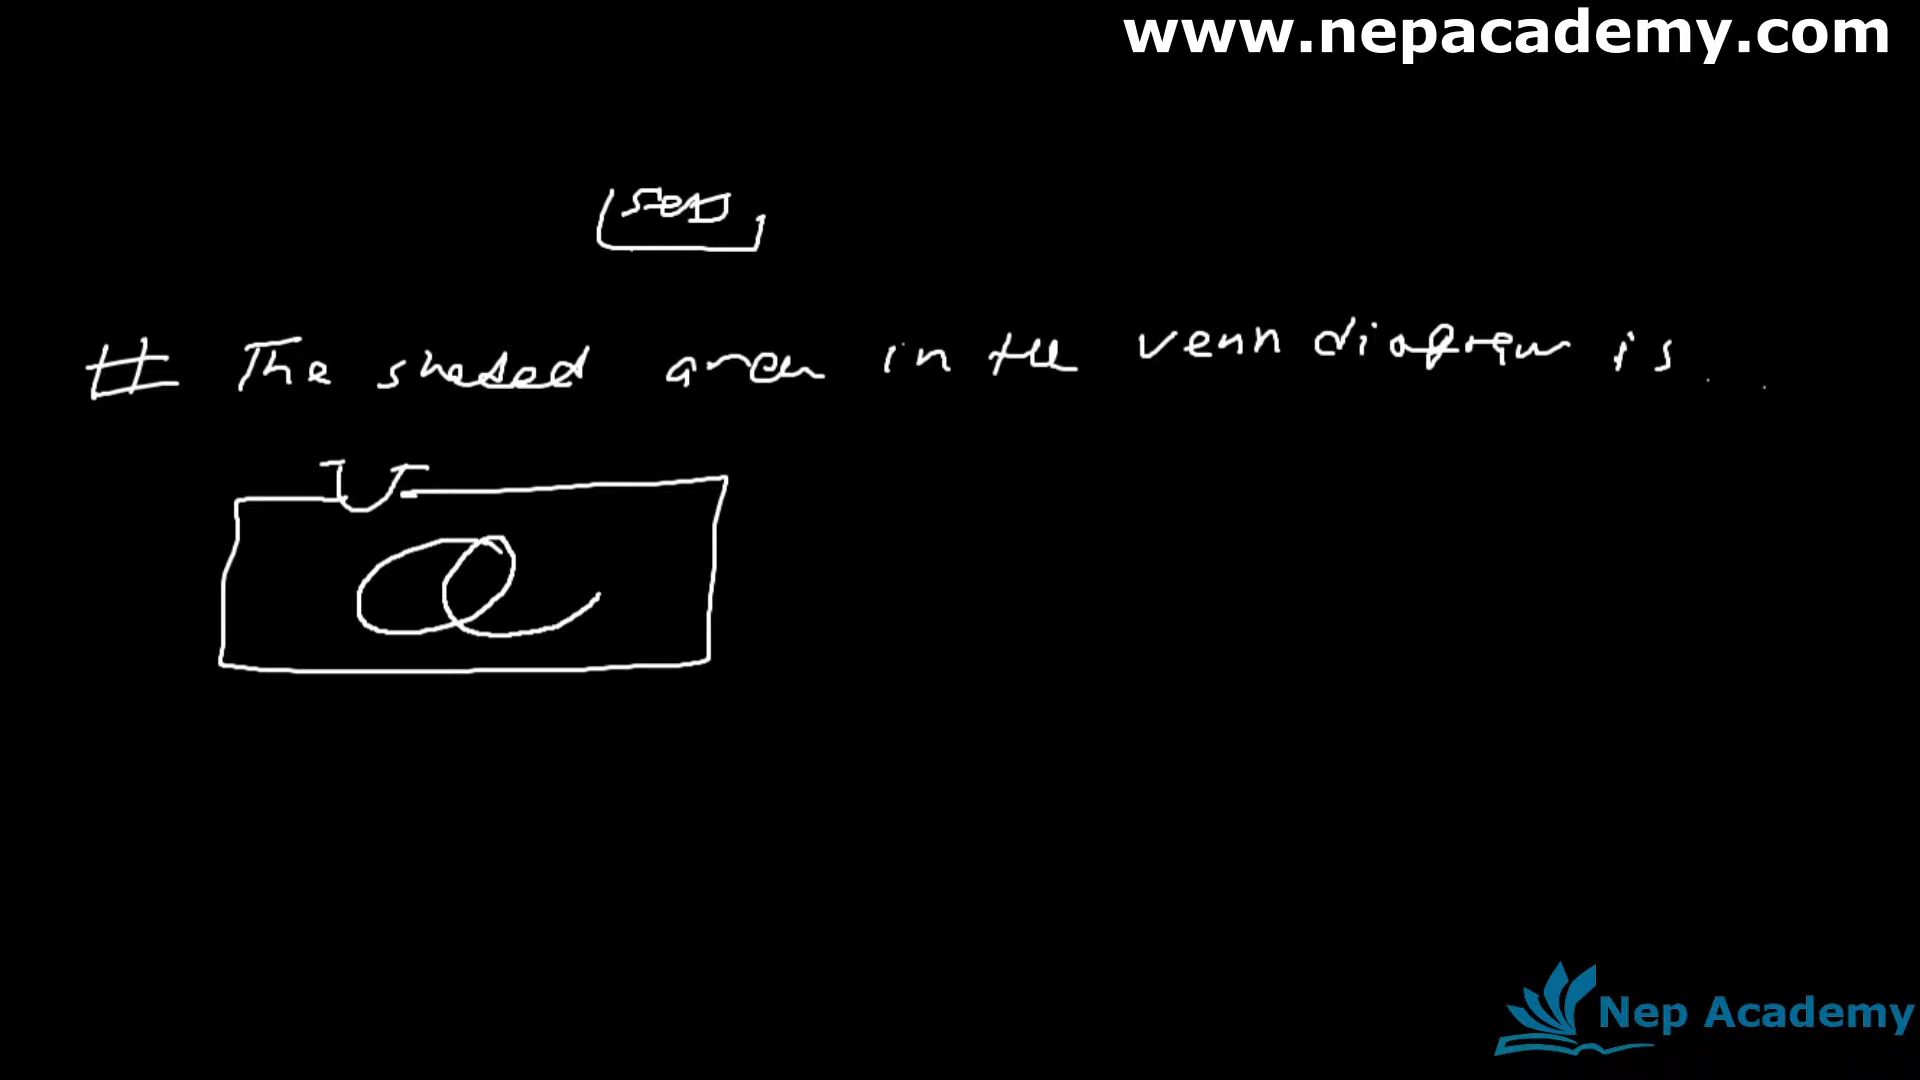 www.nepacademy.com
Sets
# The shaded area in the venn diagram is . .
U
Nep Academy